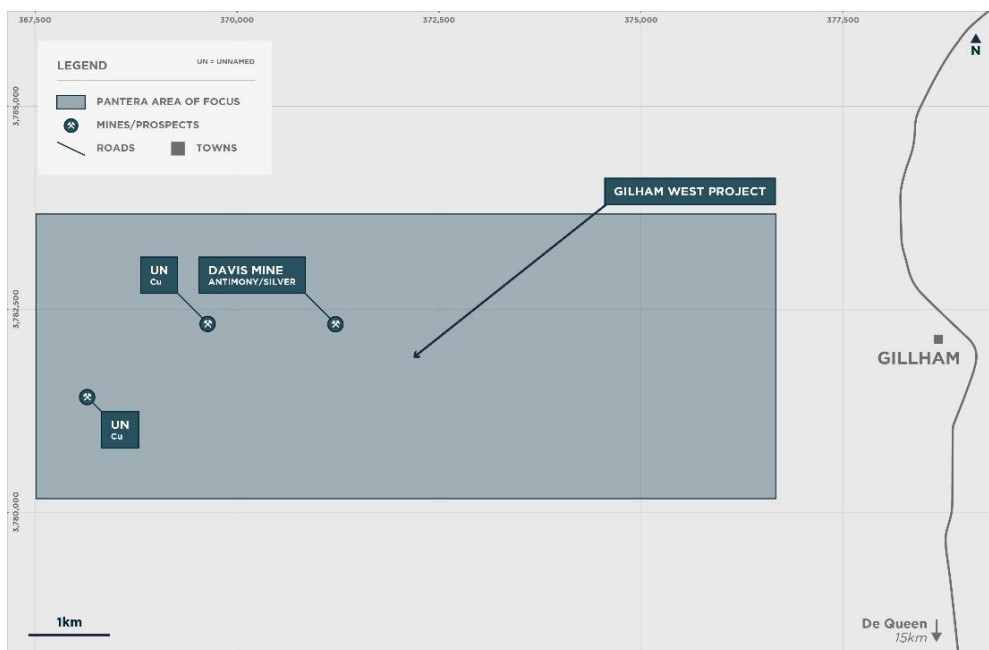 367,500
370,000
372,500
375,000
377,500
N
LEGEND
UN = UNNAMED
PANTERA AREA OF FOCUS
MINES/PROSPECTS
ROADS
TOWNS
3,785,000
GILHAM WEST PROJECT
UN
Cu
DAVIS MINE
ANTIMONY/SILVER
3,782,500
GILLHAM
UN
Cu
3,780,000
1km
De Queen
15km